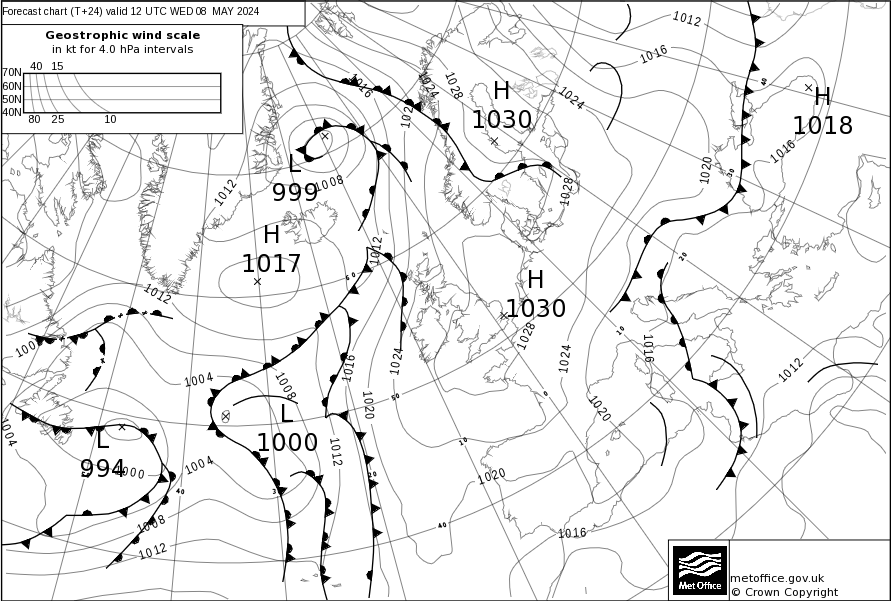 Forecast chart (T+24) valid 12 UTC WED 08 MAY 2024
Geostrophic wind scale
in kt for 4.0 hPa intervals
40 15
70N
60N
50N
40N
80 25 10
1012
1016
1016
1024
1028
1024
1020
H
1030
H
1018
L
999
1008
1012
1028
1020
1016
H
1017
1012
H
1030
1028
1012
1004
1008
1016
1024
1024
1016
1012
1020
1020
L
1000
1012
1004
L
994
1000
1004
1008
1012
1020
1016
60
50
40
40
30
20
10
0
10
20
30
40
Met Office
metoffice.gov.uk
© Crown Copyright